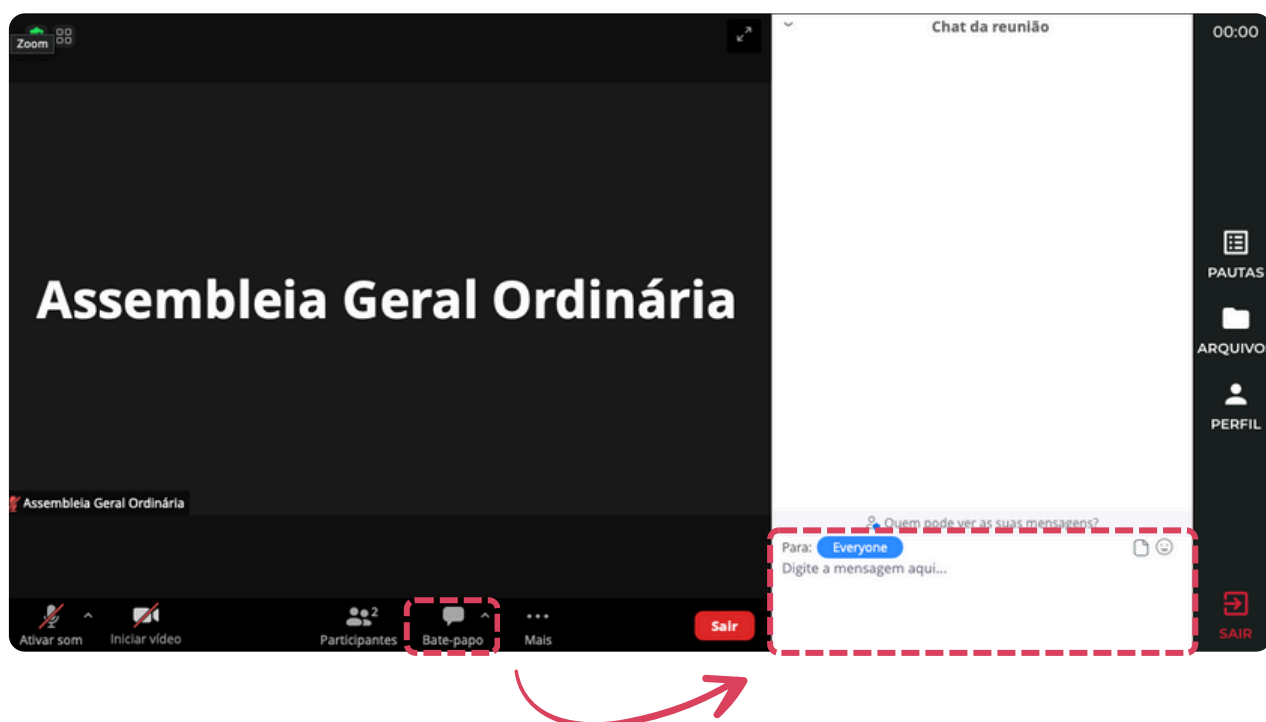 Zoom
Assembleia Geral Ordinária
Assembleia Geral Ordinária
Ativar som
Iniciar vídeo
2
Participantes
Bate-papo
Mais
Sair
Chat da reunião
Quem pode ver as suas mensagens?
Para: Everyone
Digite a mensagem aqui...
00:00
PAUTAS
ARQUIVO
PERFIL
SAIR